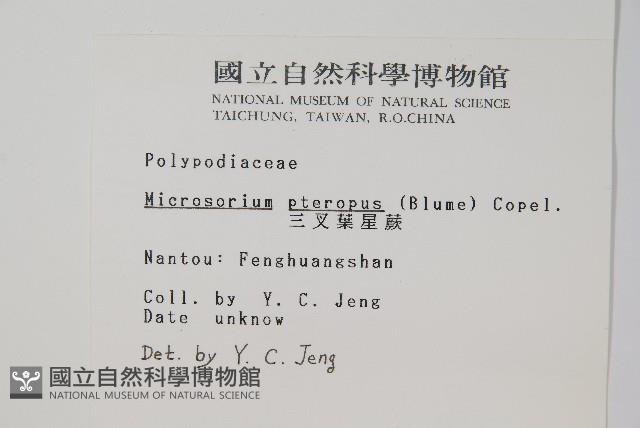 國立自然科學博物館
NATIONAL MUSEUM OF NATURAL SCIENCE
TAICHUNG, TAIWAN, R.O.CHINA
Polypodiaceae
Microsorium pteropus (Blume) Copel.
三叉葉星蕨
Nantou: Fenghuangshan
Coll. by Y. C. Jeng
Date unknow
Det. by Y. C. Jeng
國立自然科學博物館
NATIONAL MUSEUM OF NATURAL SCIENCE